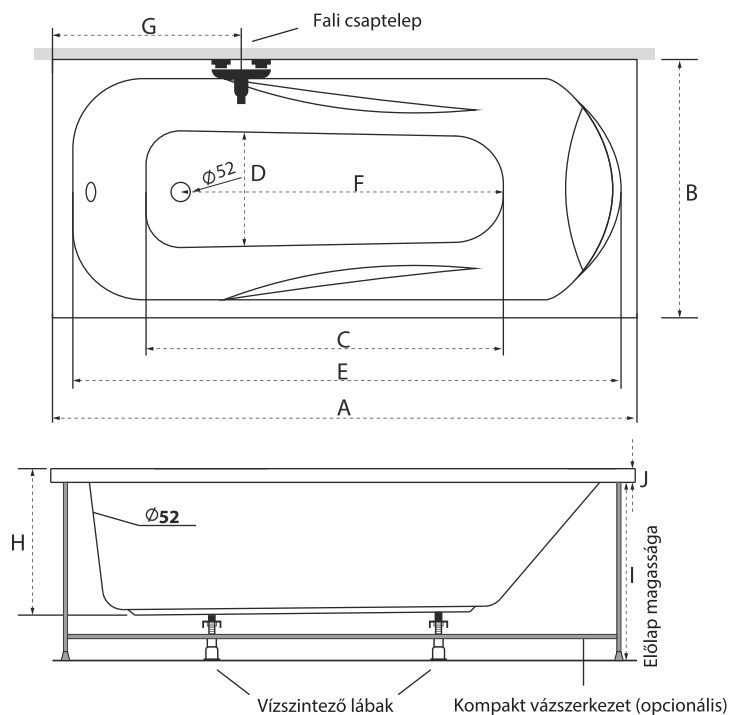 G
Fali csaptelep
Ø52
D
F
B
C
E
A
J
Ø52
H
I
Előlap magassága
Vízszintező lábak
Kompakt vázszerkezet (opcionális)